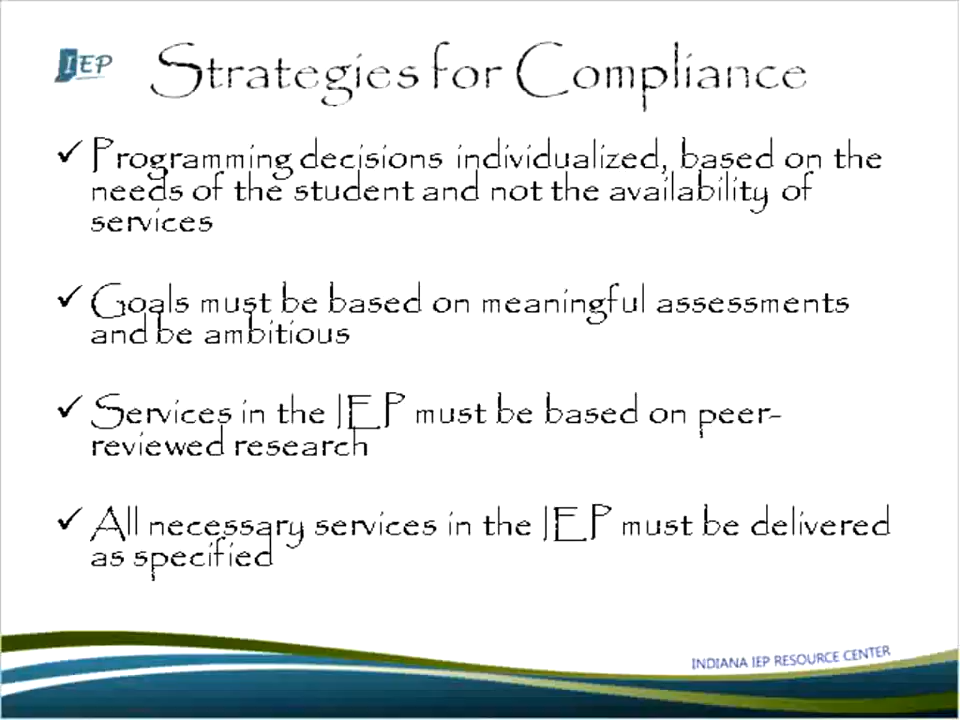 IEP
Strategies for Compliance
✓ Programming decisions individualized, based on the
needs of the student and not the availability of
services
✓ Goals must be based on meaningful assessments
and be ambitious
✓ Services in the IEP must be based on peer-
reviewed research
✓ All necessary services in the IEP must be delivered
as specified
INDIANA IEP RESOURCE CENTER